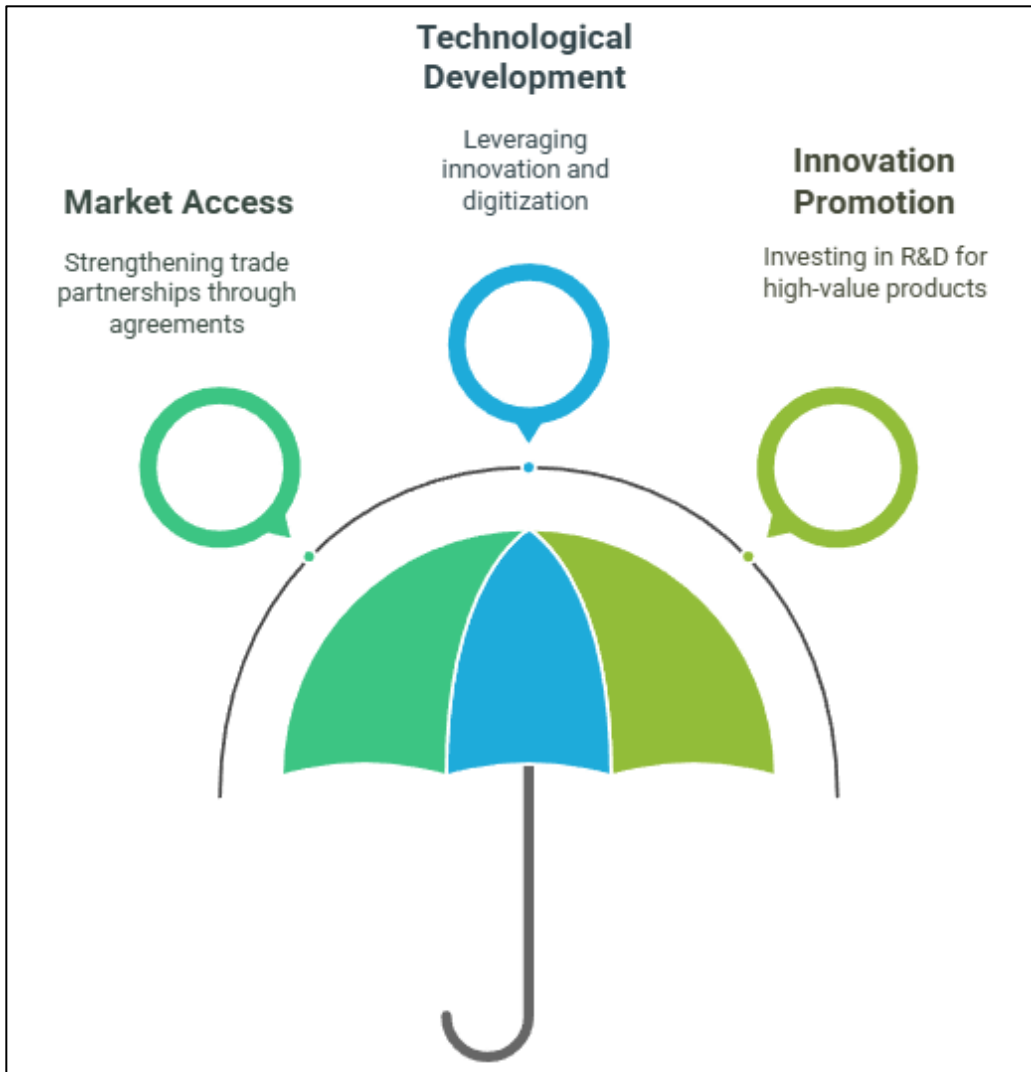 Technological
Development
Leveraging
innovation and
digitization
Market Access
Strengthening trade
partnerships through
agreements
Innovation
Promotion
Investing in R&D for
high-value products